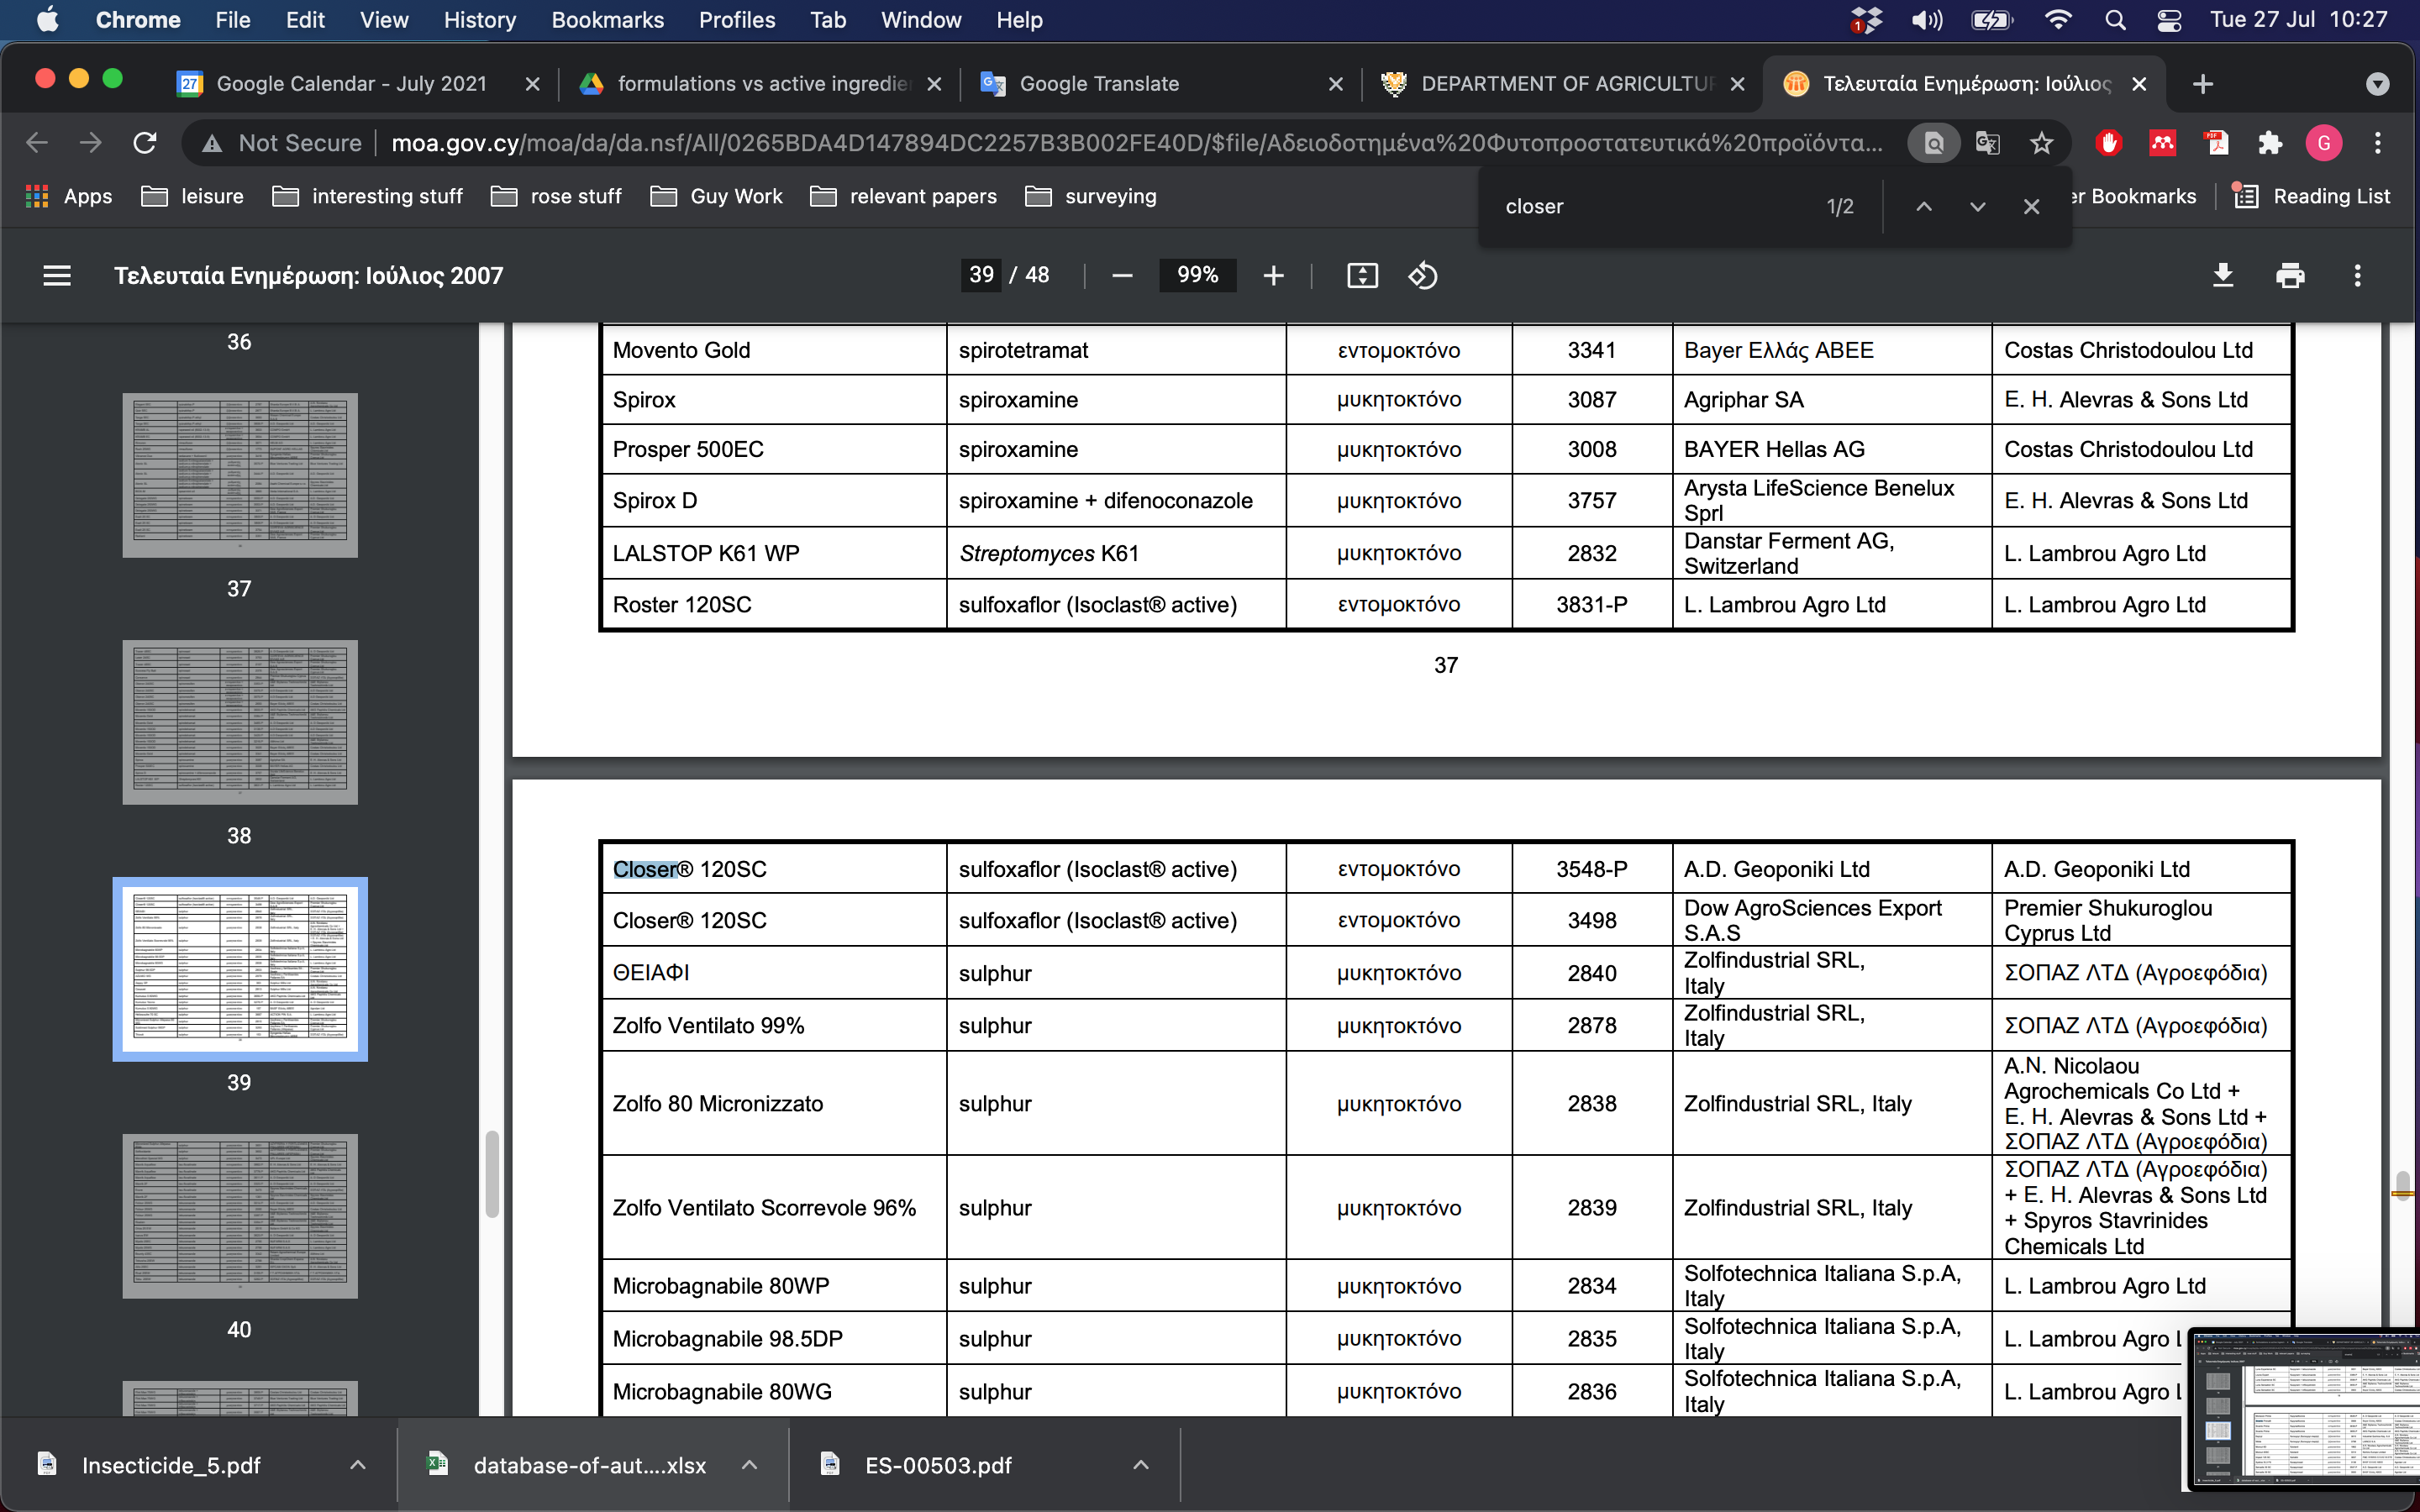 Chrome File Edit View History Bookmarks Profiles Tab Window Help 1 Tue 27 Jul 10:27
27 Google Calendar - July 2021 formulations vs active ingredie Google Translate DEPARTMENT OF AGRICULTUR Τελευταία Ενημέρωση: Ιούλιος
Not Secure moa.gov.cy/moa/da/da.nsf/All/0265BDA4D147894DC2257B3B002FE40D/$file/Αδειοδοτημένα%20Φυτοπροστατευτικά%20προϊόντα... PDF G
Apps leisure interesting stuff rose stuff Guy Work relevant papers surveying er Bookmarks Reading List
closer 1/2
Τελευταία Ενημέρωση: Ιούλιος 2007 39 / 48 99%
36
37
38
39
40
Movento Gold spirotetramat εντομοκτόνο 3341 Bayer Ελλάς ΑΒΕΕ Costas Christodoulou Ltd
Spirox spiroxamine μυκητοκτόνο 3087 Agriphar SA E. H. Alevras & Sons Ltd
Prosper 500EC spiroxamine μυκητοκτόνο 3008 BAYER Hellas AG Costas Christodoulou Ltd
Spirox D spiroxamine + difenoconazole μυκητοκτόνο 3757 Arysta LifeScience Benelux
Sprl E. H. Alevras & Sons Ltd
LALSTOP K61 WP Streptomyces K61 μυκητοκτόνο 2832 Danstar Ferment AG,
Switzerland L. Lambrou Agro Ltd
Roster 120SC sulfoxaflor (Isoclast® active) εντομοκτόνο 3831-P L. Lambrou Agro Ltd L. Lambrou Agro Ltd
37
Closer® 120SC sulfoxaflor (Isoclast® active) εντομοκτόνο 3548-P A.D. Geoponiki Ltd A.D. Geoponiki Ltd
Closer® 120SC sulfoxaflor (Isoclast® active) εντομοκτόνο 3498 Dow AgroSciences Export
S.A.S Premier Shukuroglou
Cyprus Ltd
ΘΕΙΑΦΙ sulphur μυκητοκτόνο 2840 Zolfindustrial SRL,
Italy ΣΟΠΑΖ ΛΤΔ (Αγροεφόδια)
Zolfo Ventilato 99% sulphur μυκητοκτόνο 2878 Zolfindustrial SRL,
Italy ΣΟΠΑΖ ΛΤΔ (Αγροεφόδια)
Zolfo 80 Micronizzato sulphur μυκητοκτόνο 2838 Zolfindustrial SRL, Italy A.N. Nicolaou
Agrochemicals Co Ltd +
E. H. Alevras & Sons Ltd +
ΣΟΠΑΖ ΛΤΔ (Αγροεφόδια)
Zolfo Ventilato Scorrevole 96% sulphur μυκητοκτόνο 2839 Zolfindustrial SRL, Italy ΣΟΠΑΖ ΛΤΔ (Αγροεφόδια)
+ E. H. Alevras & Sons Ltd
+ Spyros Stavrinides
Chemicals Ltd
Microbagnabile 80WP sulphur μυκητοκτόνο 2834 Solfotechnica Italiana S.p.A,
Italy L. Lambrou Agro Ltd
Microbagnabile 98.5DP sulphur μυκητοκτόνο 2835 Solfotechnica Italiana S.p.A,
Italy L. Lambrou Agro L
Microbagnabile 80WG sulphur μυκητοκτόνο 2836 Solfotechnica Italiana S.p.A,
Italy L. Lambrou Agro L
Insecticide_5.pdf database-of-aut....xlsx ES-00503.pdf